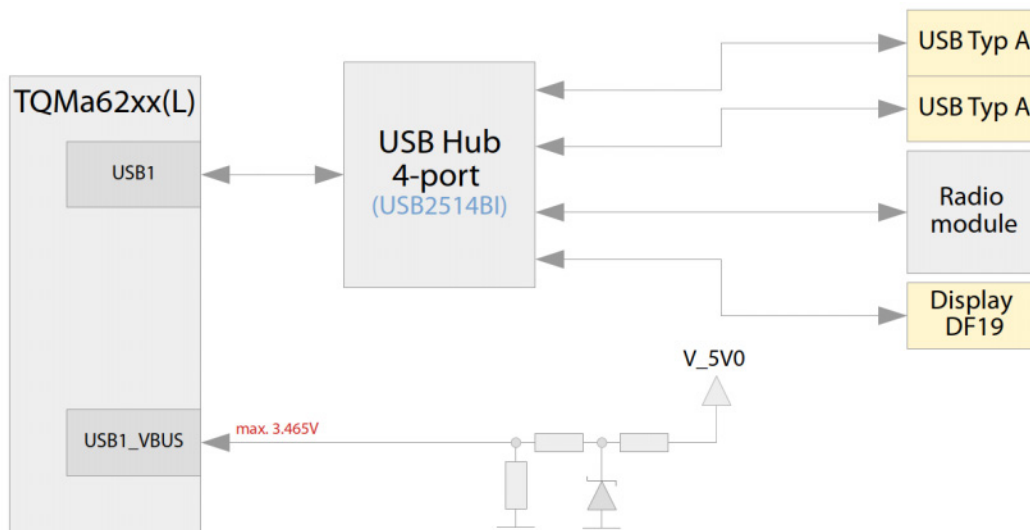 TQMa62xx(L)
USB1
USB Hub
4-port
(USB2514BI)
USB Typ A
USB Typ A
Radio
module
Display
DF19
V_5V0
USB1_VBUS
max. 3.465V